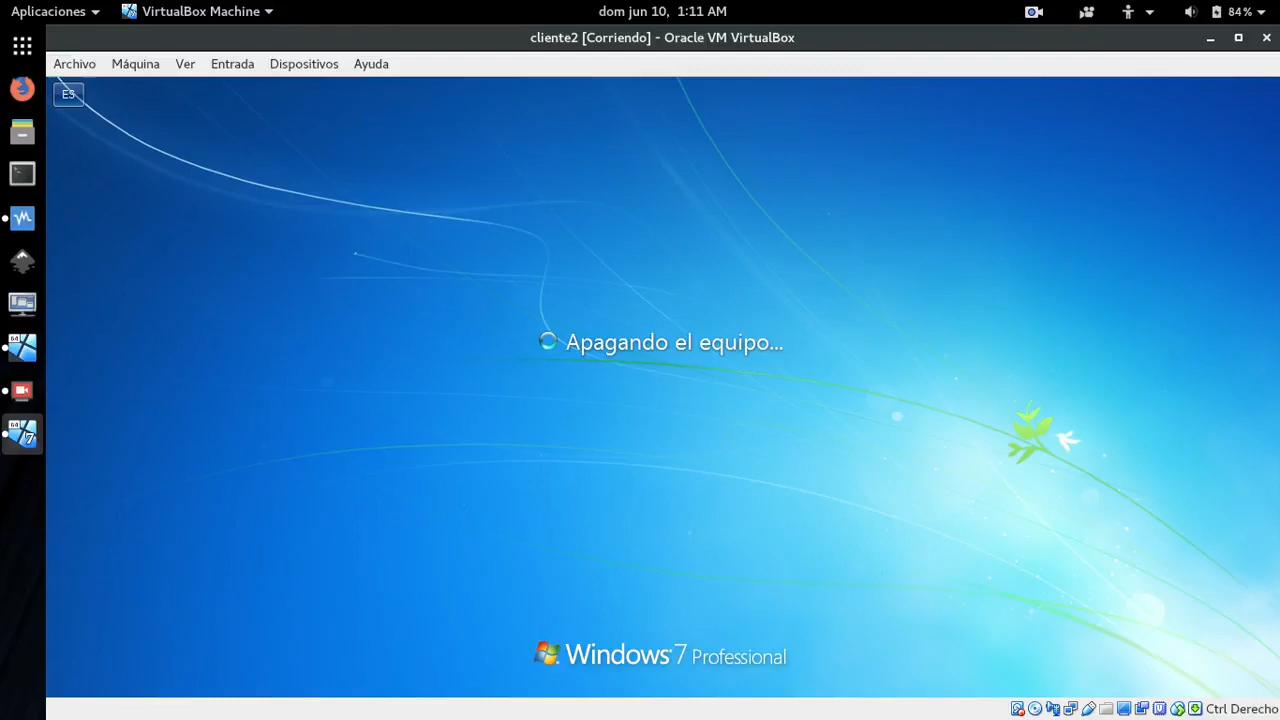 Aplicaciones VirtualBox Machine dom jun 10, 1:11 AM 84%
cliente2 [Corriendo] - Oracle VM VirtualBox
Archivo Máquina Ver Entrada Dispositivos Ayuda
ES
Apagando el equipo...
Windows 7 Professional
Ctrl Derecho